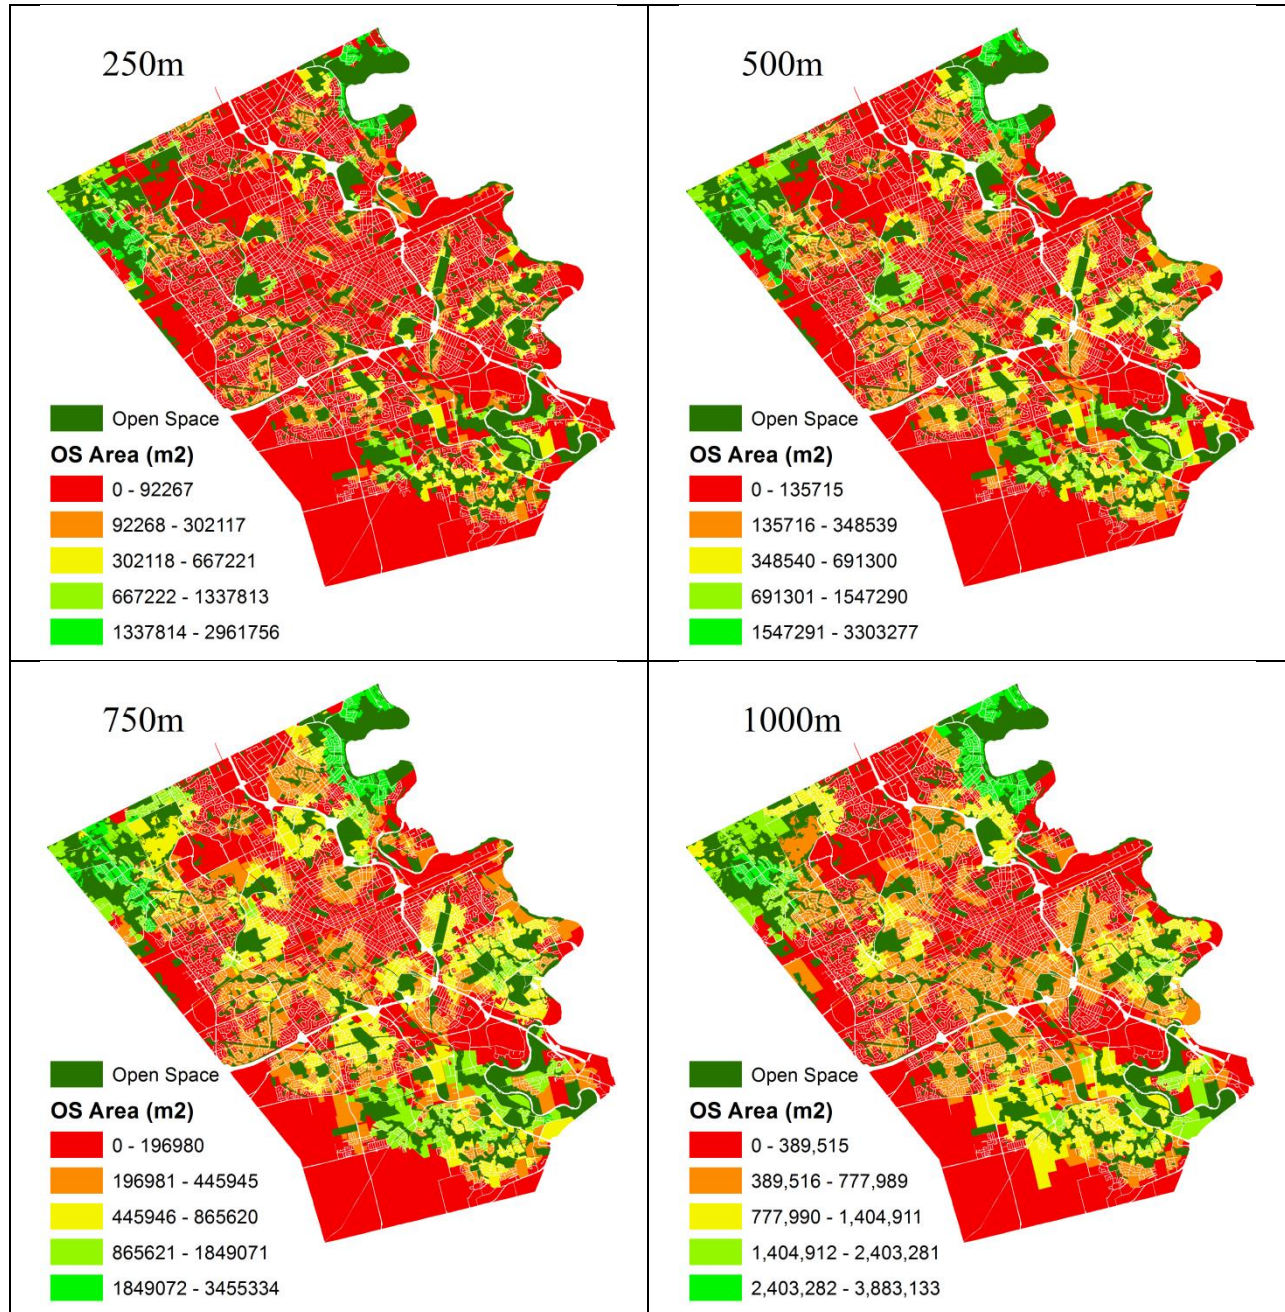 250m
Open Space
OS Area (m2)
0 - 92267
92268 - 302117
302118 - 667221
667222 - 1337813
1337814 - 2961756
500m
Open Space
OS Area (m2)
0 - 135715
135716 - 348539
348540 - 691300
691301 - 1547290
1547291 - 3303277
750m
Open Space
OS Area (m2)
0 - 196980
196981 - 445945
445946 - 865620
865621 - 1849071
1849072 - 3455334
1000m
Open Space
OS Area (m2)
0 - 389,515
389,516 - 777,989
777,990 - 1,404,911
1,404,912 - 2,403,281
2,403,282 - 3,883,133